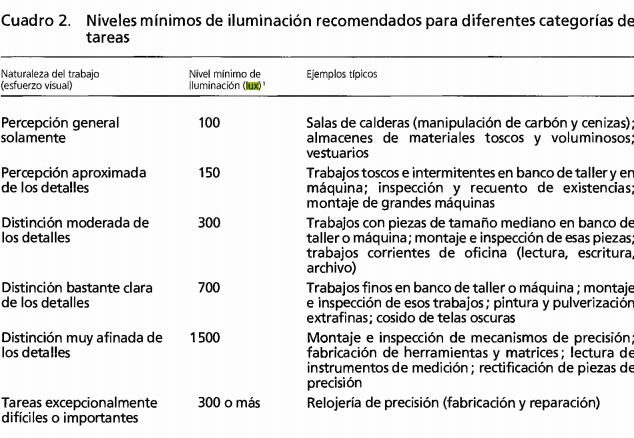 Cuadro 2. Niveles mínimos de iluminación recomendados para diferentes categorías de
tareas
Naturaleza del trabajo
(esfuerzo visual)
Nivel mínimo de
iluminación (lux)¹
Ejemplos típicos
Percepción general
solamente
100
Salas de calderas (manipulación de carbón y cenizas);
almacenes de materiales toscos y voluminosos;
vestuarios
Percepción aproximada
de los detalles
150
Trabajos toscos e intermitentes en banco de taller y en
máquina; inspección y recuento de existencias;
montaje de grandes máquinas
Distinción moderada de
los detalles
300
Trabajos con piezas de tamaño mediano en banco de
taller o máquina; montaje e inspección de esas piezas;
trabajos corrientes de oficina (lectura, escritura,
archivo)
Distinción bastante clara
de los detalles
700
Trabajos finos en banco de taller o máquina; montaje
e inspección de esos trabajos; pintura y pulverización
extrafinas; cosido de telas oscuras
Distinción muy afinada de
los detalles
1500
Montaje e inspección de mecanismos de precisión;
fabricación de herramientas y matrices; lectura de
instrumentos de medición; rectificación de piezas de
precisión
Tareas excepcionalmente
difíciles o importantes
300 o más
Relojería de precisión (fabricación y reparación)